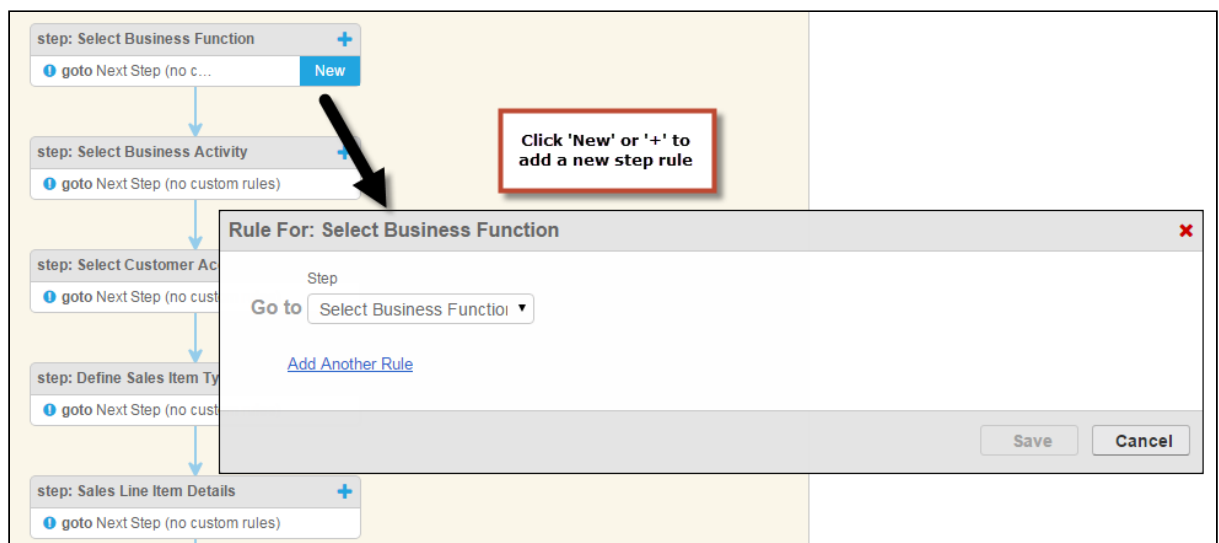 step: Select Business Function
goto Next Step (no c...
New
step: Select Business Activity
goto Next Step (no custom rules)
Click 'New' or '+' to
add a new step rule
step: Select Customer Ac
goto Next Step (no cust
step: Define Sales Item Ty
goto Next Step (no cust
Rule For: Select Business Function
Step
Go to Select Business Function
Add Another Rule
Save Cancel
step: Sales Line Item Details
goto Next Step (no custom rules)